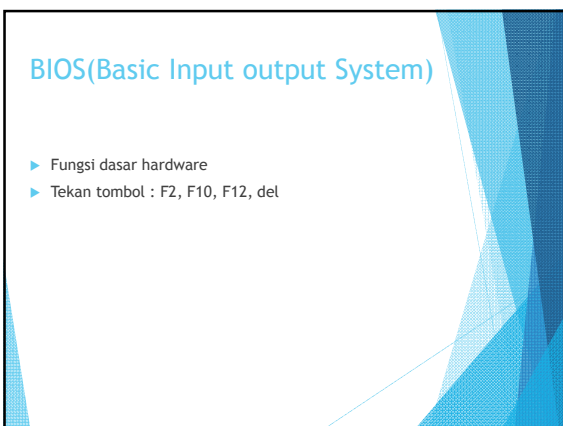 BIOS(Basic Input output System)
Fungsi dasar hardware
Tekan tombol : F2, F10, F12, del